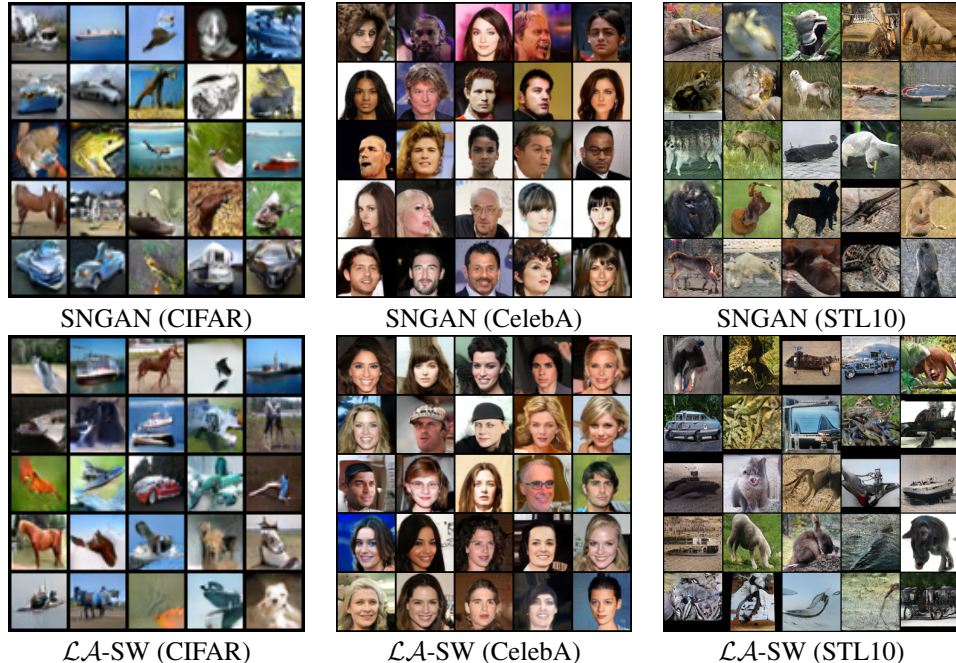 SNGAN (CIFAR) SNGAN (CelebA) SNGAN (STL10)
ℒ𝒜-SW (CIFAR) ℒ𝒜-SW (CelebA) ℒ𝒜-SW (STL10)